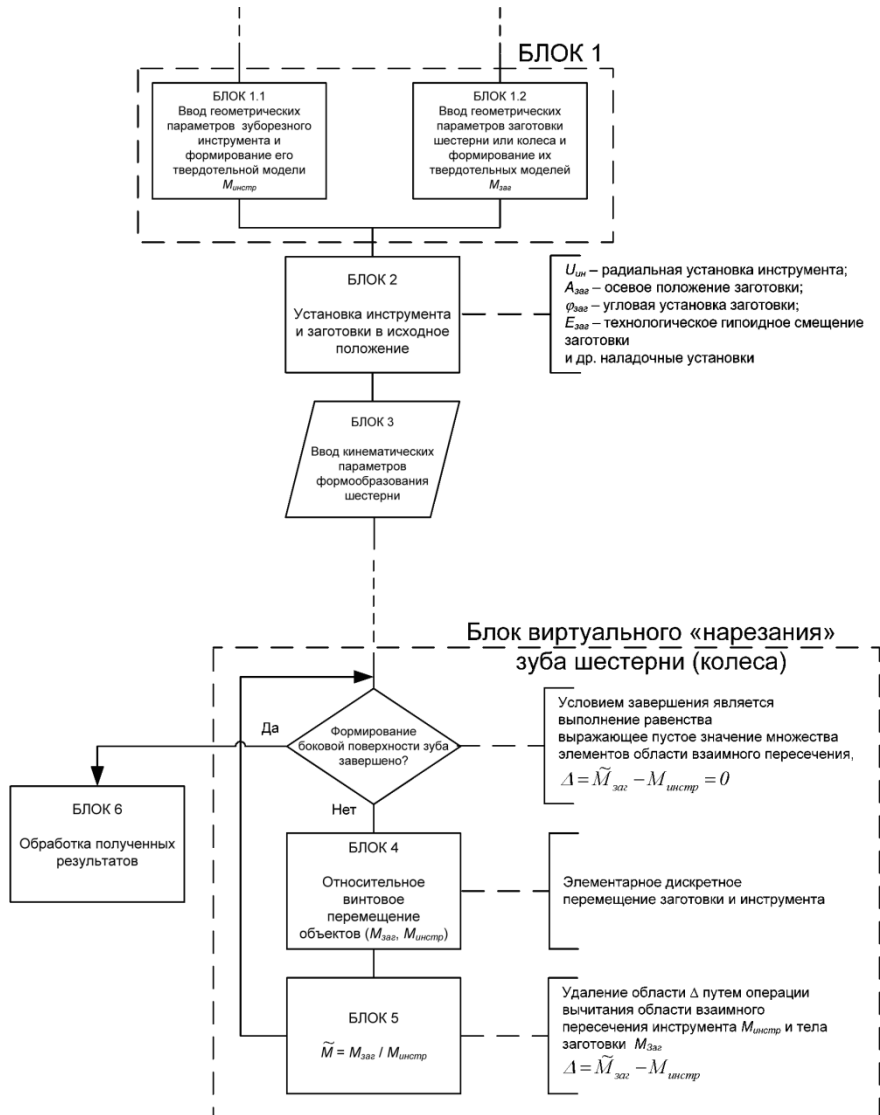 БЛОК 1
БЛОК 1.1
Ввод геометрических
параметров зуборезного
инструмента и
формирование его
твердотельной модели
Mинстр
БЛОК 1.2
Ввод геометрических
параметров заготовки
шестерни или колеса и
формирование их
твердотельных моделей
Mзаг
БЛОК 2
Установка инструмента
и заготовки в исходное
положение
Uин – радиальная установка инструмента;
Aзаг – осевое положение заготовки;
φзаг – угловая установка заготовки;
Eзаг – технологическое гипоидное смещение
заготовки
и др. наладочные установки
БЛОК 3
Ввод кинематических
параметров
формообразования
шестерни
Блок виртуального «нарезания»
зуба шестерни (колеса)
Да
Формирование
боковой поверхности зуба
завершено?
Нет
Условием завершения является
выполнение равенства
выражающее пустое значение множества
элементов области взаимного пересечения,
Δ = M̃заг − Mинстр = 0
БЛОК 6
Обработка полученных
результатов
БЛОК 4
Относительное
винтовое
перемещение
объектов (Mзаг, Mинстр)
Элементарное дискретное
перемещение заготовки и инструмента
БЛОК 5
M̃ = Mзаг / Mинстр
Удаление области Δ путем операции
вычитания области взаимного
пересечения инструмента Mинстр и тела
заготовки Mзаг
Δ = M̃заг − Mинстр